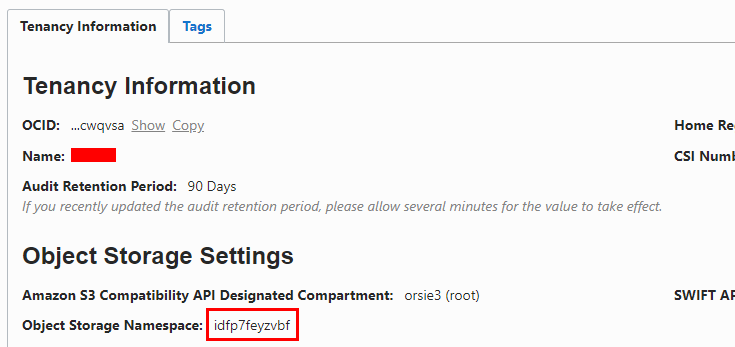 Tenancy Information Tags
Tenancy Information
OCID: ...cwqvsa Show Copy Home Re
Name: CSI Numb
Audit Retention Period: 90 Days
If you recently updated the audit retention period, please allow several minutes for the value to take effect.
Object Storage Settings
Amazon S3 Compatibility API Designated Compartment: orsie3 (root) SWIFT AP
Object Storage Namespace: idfp7feyzvbf